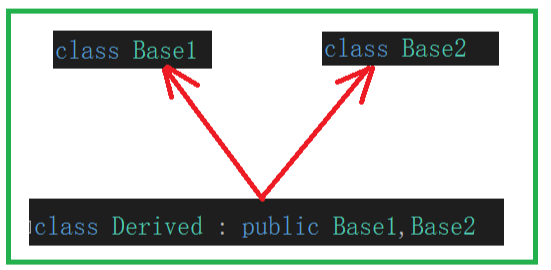 class Base1
class Base2
class Derived : public Base1,Base2